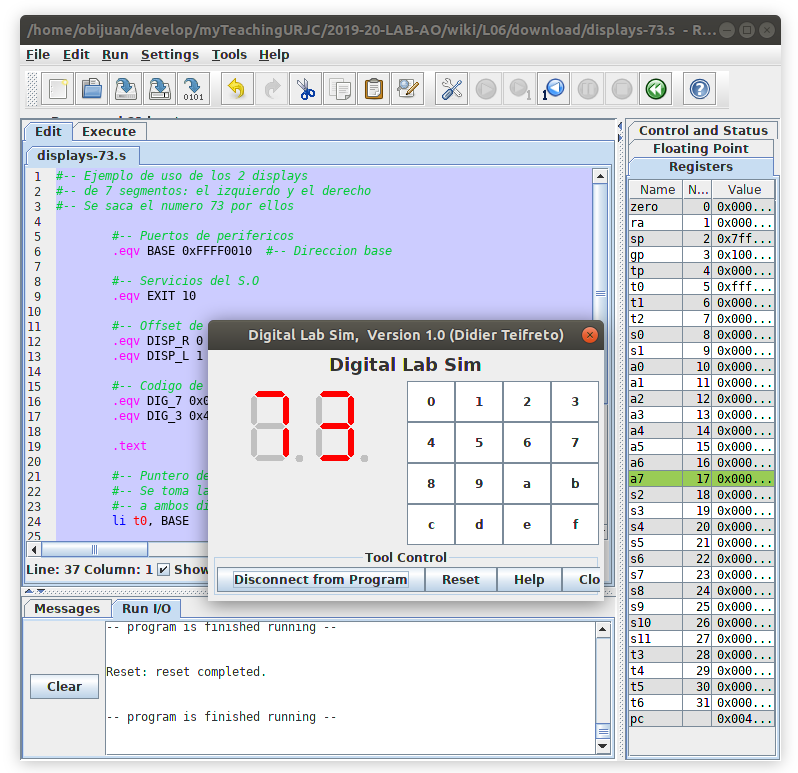 /home/obijuan/develop/myTeachingURJC/2019-20-LAB-AO/wiki/L06/download/displays-73.s - R...
File Edit Run Settings Tools Help
Edit Execute
displays-73.s
1 #-- Ejemplo de uso de los 2 displays
2 #-- de 7 segmentos: el izquierdo y el derecho
3 #-- Se saca el numero 73 por ellos
4
5 #-- Puertos de perifericos
6 .eqv BASE 0xFFFF0010 #-- Direccion base
7
8 #-- Servicios del S.O
9 .eqv EXIT 10
10
11 #-- Offset de
12 .eqv DISP_R 0
13 .eqv DISP_L 1
14
15 #-- Codigo de
16 .eqv DIG_7 0x0
17 .eqv DIG_3 0x4
18
19 .text
20
21 #-- Puntero de
22 #-- Se toma la
23 #-- a ambos di
24 li t0, BASE
25
Line: 37 Column: 1 Show
Digital Lab Sim, Version 1.0 (Didier Teifreto)
Digital Lab Sim
73
0 1 2 3
4 5 6 7
8 9 a b
c d e f
Tool Control
Disconnect from Program Reset Help Clo
Messages Run I/O
-- program is finished running --
Reset: reset completed.
-- program is finished running --
Clear
Control and Status
Floating Point
Registers
Name N... Value
zero 0 0x000...
ra 1 0x000...
sp 2 0x7ff...
gp 3 0x100...
tp 4 0x000...
t0 5 0xfff...
t1 6 0x000...
t2 7 0x000...
s0 8 0x000...
s1 9 0x000...
a0 10 0x000...
a1 11 0x000...
a2 12 0x000...
a3 13 0x000...
a4 14 0x000...
a5 15 0x000...
a6 16 0x000...
a7 17 0x000...
s2 18 0x000...
s3 19 0x000...
s4 20 0x000...
s5 21 0x000...
s6 22 0x000...
s7 23 0x000...
s8 24 0x000...
s9 25 0x000...
s10 26 0x000...
s11 27 0x000...
t3 28 0x000...
t4 29 0x000...
t5 30 0x000...
t6 31 0x000...
pc 0x004...